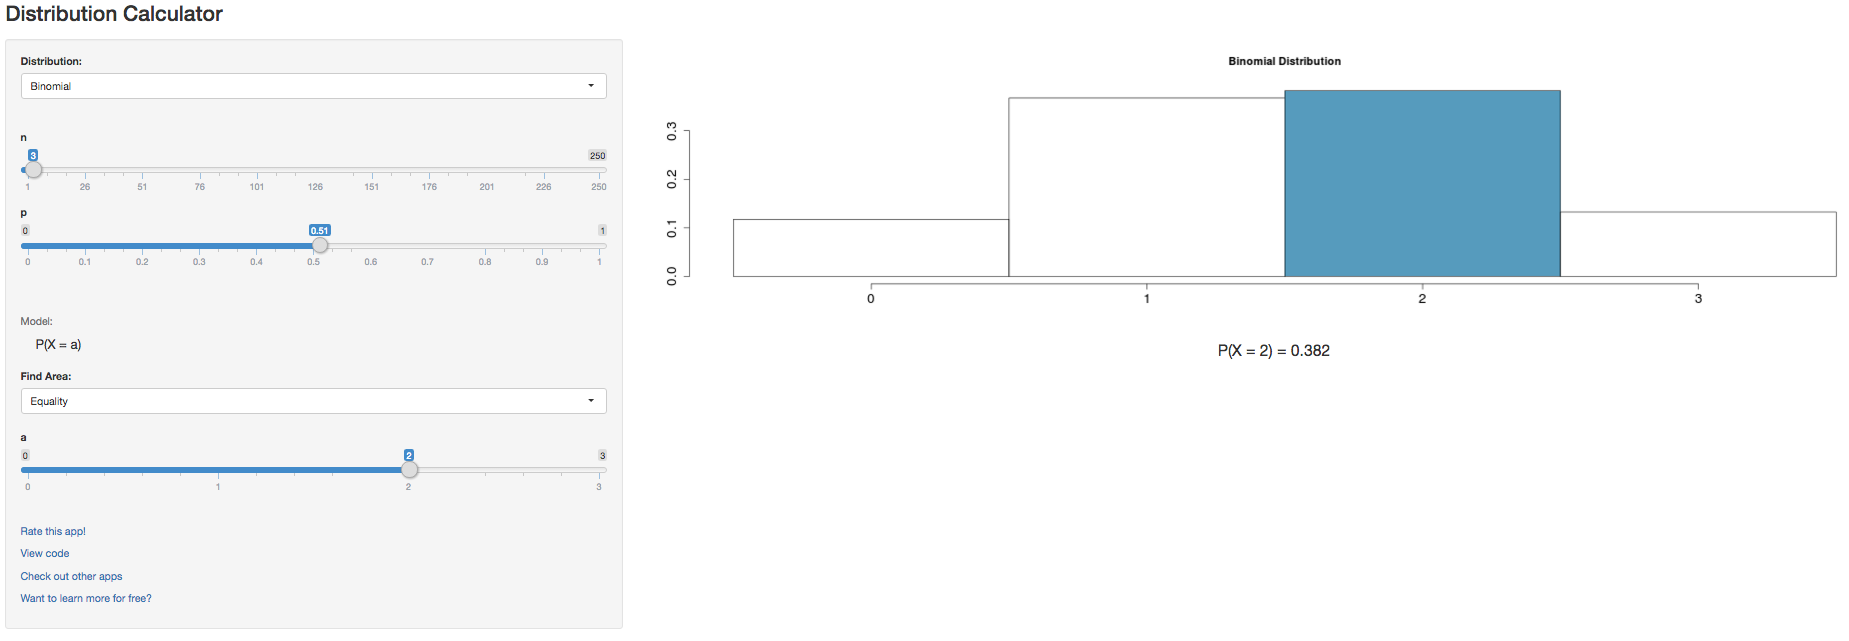 Distribution Calculator
Distribution:
Binomial
n
3
250
1 26 51 76 101 126 151 176 201 226 250
p
0
0.51
1
0 0.1 0.2 0.3 0.4 0.5 0.6 0.7 0.8 0.9 1
Model:
P(X = a)
Find Area:
Equality
a
0
2
3
0 1 2 3
Rate this app!
View code
Check out other apps
Want to learn more for free?
Binomial Distribution
0.3
0.2
0.1
0.0
0 1 2 3
P(X = 2) = 0.382